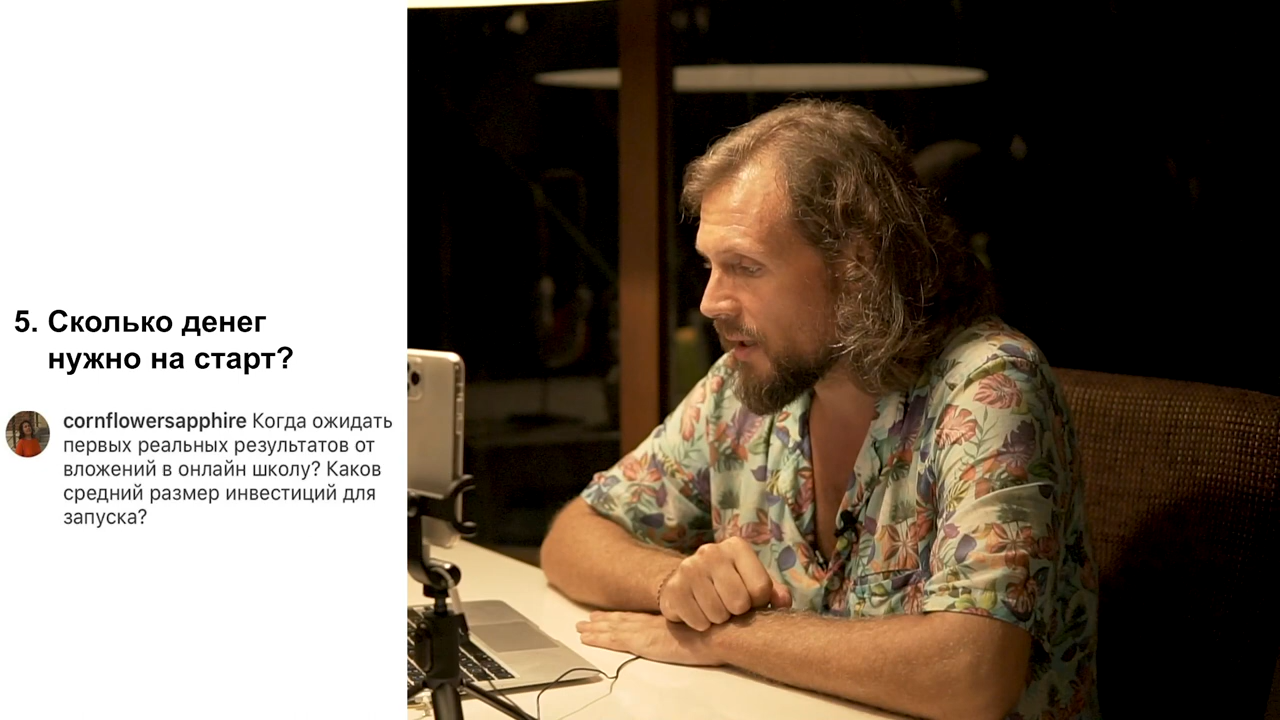 5. Сколько денег
нужно на старт?
cornflowersapphire Когда ожидать
первых реальных результатов от
вложений в онлайн школу? Каков
средний размер инвестиций для
запуска?